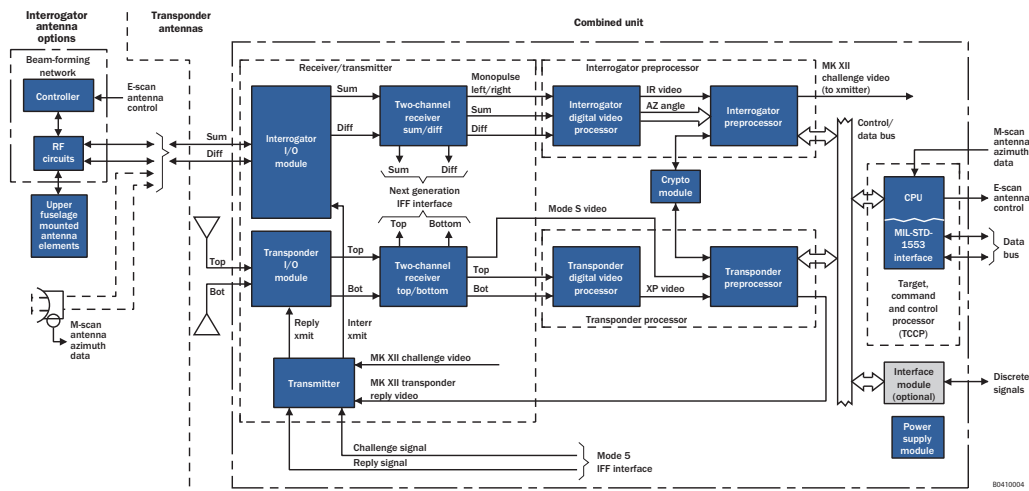 Interrogator
antenna
options
Transponder
antennas
Combined unit
Beam-forming
network
Controller
E-scan
antenna
control
RF
circuits
Upper
fuselage
mounted
antenna
elements
M-scan
antenna
azimuth
data
Sum
Diff
Top
Bot
Receiver/transmitter
Interrogator
I/O
module
Sum
Diff
Two-channel
receiver
sum/diff
Monopulse
left/right
Sum
Diff
Sum
Diff
Next generation
IFF interface
Top
Bottom
Transponder
I/O
module
Top
Bot
Two-channel
receiver
top/bottom
Mode S video
Top
Bot
Reply
xmit
Interr
xmit
Transmitter
MK XII challenge video
MK XII transponder
reply video
Challenge signal
Reply signal
Mode 5
IFF interface
Interrogator preprocessor
Interrogator
digital video
processor
IR video
AZ angle
Interrogator
preprocessor
MK XII
challenge video
(to xmitter)
Crypto
module
Transponder
digital video
processor
XP video
Transponder
preprocessor
Transponder processor
Control/
data bus
M-scan
antenna
azimuth
data
CPU
MIL-STD-
1553
interface
E-scan
antenna
control
Data
bus
Target,
command
and control
processor
(TCCP)
Interface
module
(optional)
Discrete
signals
Power
supply
module
B0410004